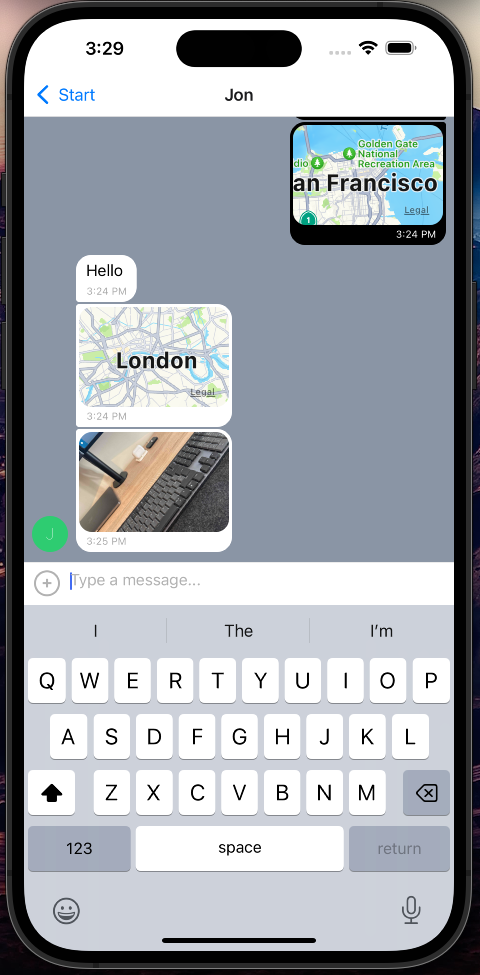 3:29
Start
Jon
Golden Gate
National
dio
Recreation Area
an Francisco
Legal
1
3:24 PM
Hello
3:24 PM
London
Legal
3:24 PM
J
3:25 PM
Type a message...
I The I'm
Q W E R T Y U I O P
A S D F G H J K L
Z X C V B N M
123 space return